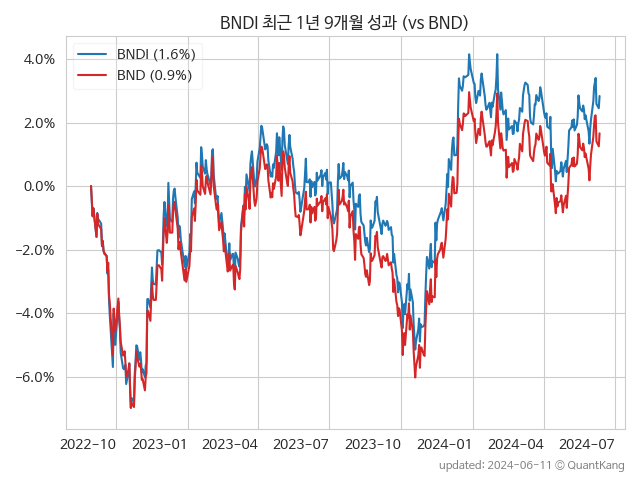 BNDI 최근 1년 9개월 성과 (vs BND)
BNDI (1.6%)
BND (0.9%)
4.0%
2.0%
0.0%
−2.0%
−4.0%
−6.0%
2022-10 2023-01 2023-04 2023-07 2023-10 2024-01 2024-04 2024-07
updated: 2024-06-11 © QuantKang